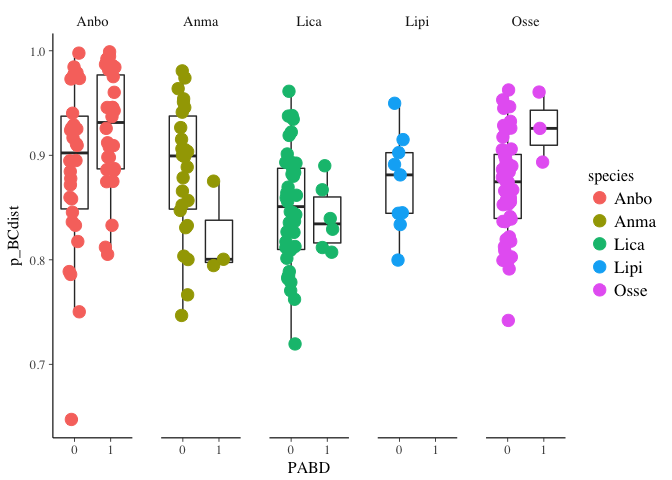 Anbo Anma Lica Lipi Osse
1.0
0.9
0.8
0.7
p_BCdist
0 1 0 1 0 1 0 1 0 1
PABD
species
Anbo
Anma
Lica
Lipi
Osse